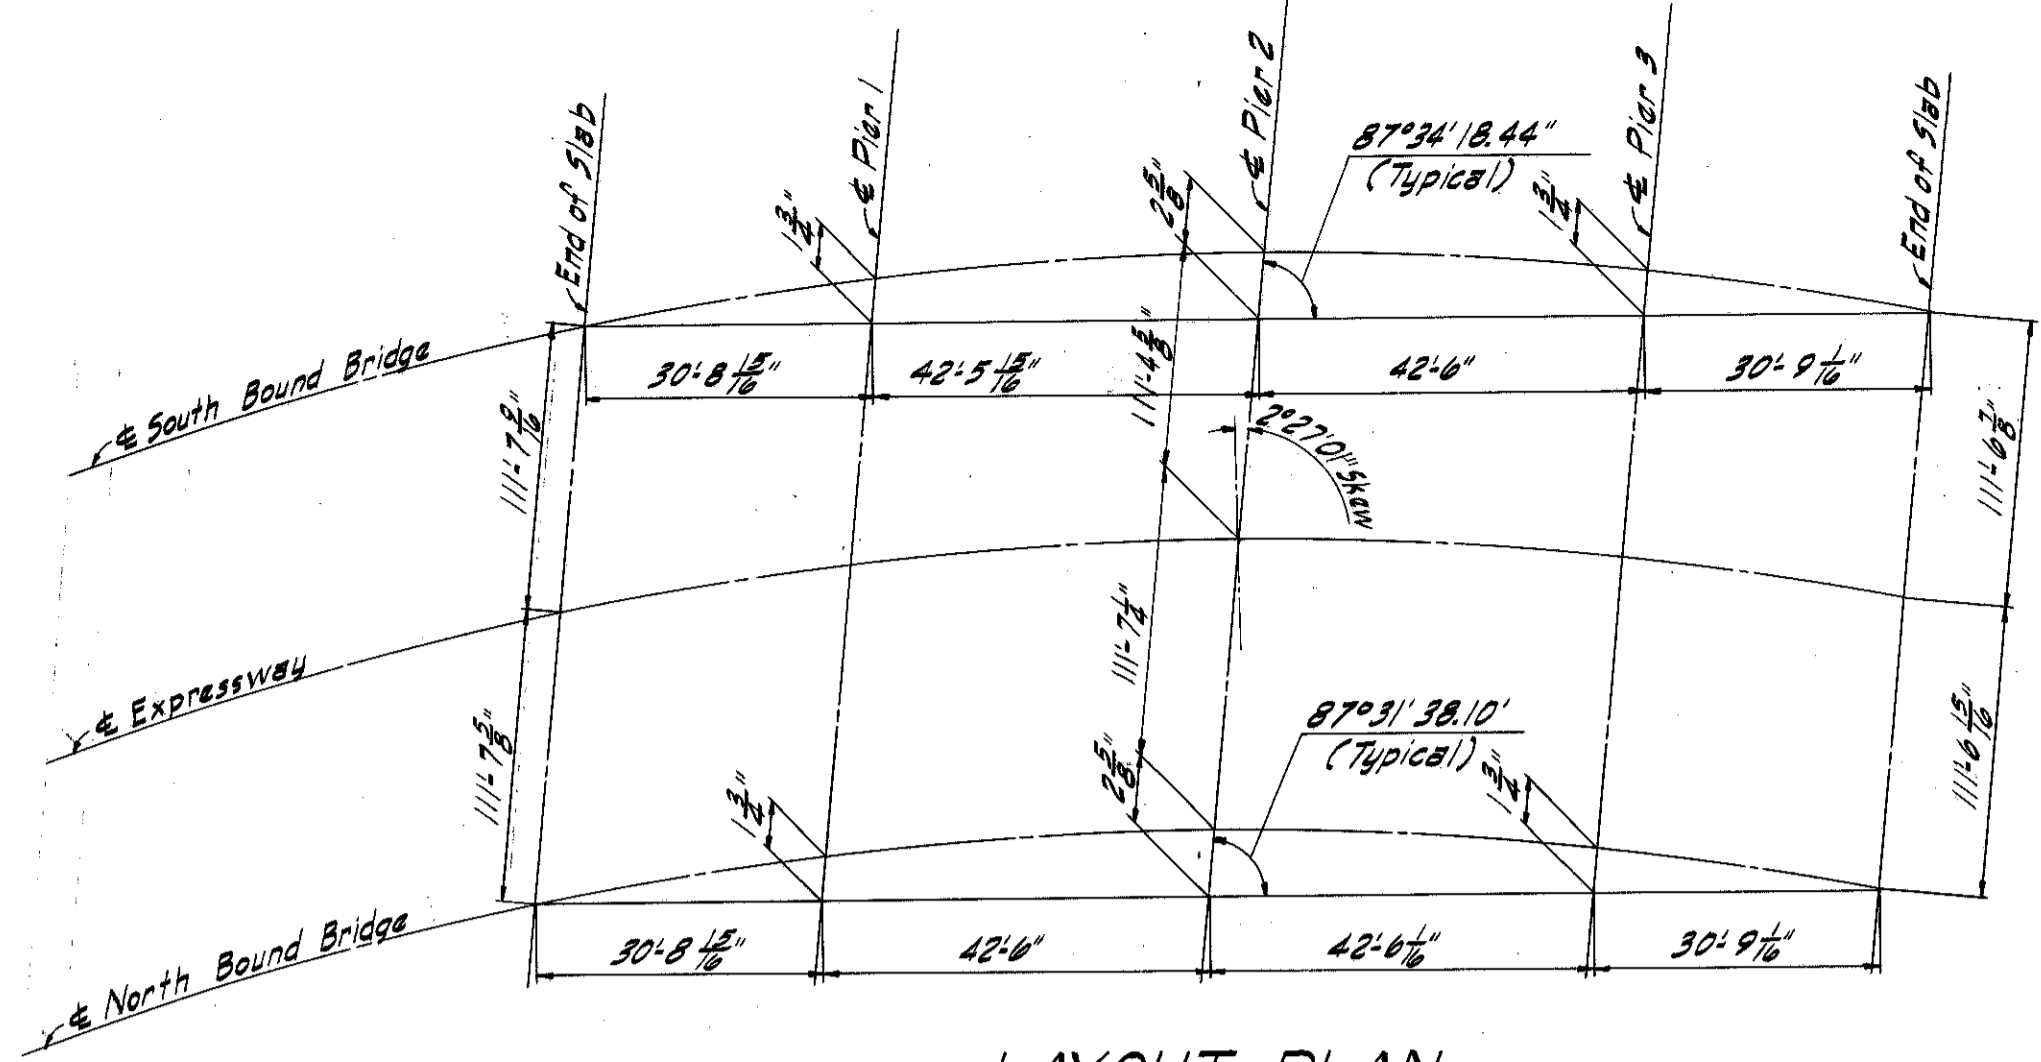 End of Slab
℄ Pier 1
℄ Pier 2
℄ Pier 3
End of Slab
87°34'18.44"
(Typical)
1 3/4"
2 5/8"
1 3/4"
℄ South Bound Bridge
30'-8 15/16"
42'-5 15/16"
42'-6"
30'-9 1/16"
111'-7 9/16"
111'-4 5/8"
2°27'01" Skew
111'-6 7/8"
℄ Expressway
111'-7 5/8"
111'-7 1/4"
87°31'38.10'
(Typical)
111'-6 15/16"
1 3/4"
2 5/8"
1 3/4"
℄ North Bound Bridge
30'-8 15/16"
42'-6"
42'-6 1/16"
30'-9 1/16"
LAYOUT PLAN